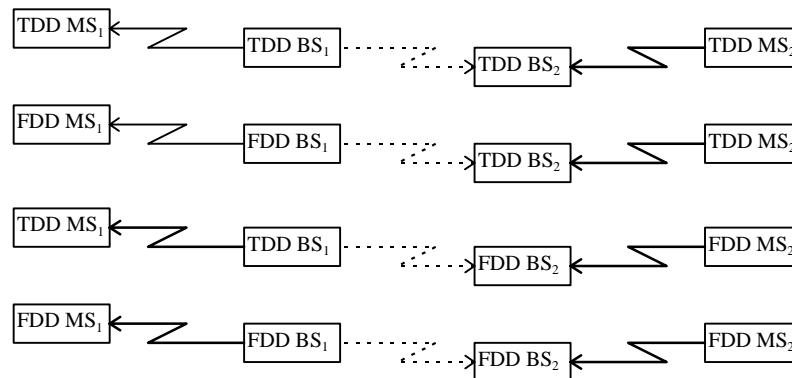 TDD MS₁ TDD BS₁ TDD BS₂ TDD MS₂
FDD MS₁ FDD BS₁ TDD BS₂ TDD MS₂
TDD MS₁ TDD BS₁ FDD BS₂ FDD MS₂
FDD MS₁ FDD BS₁ FDD BS₂ FDD MS₂